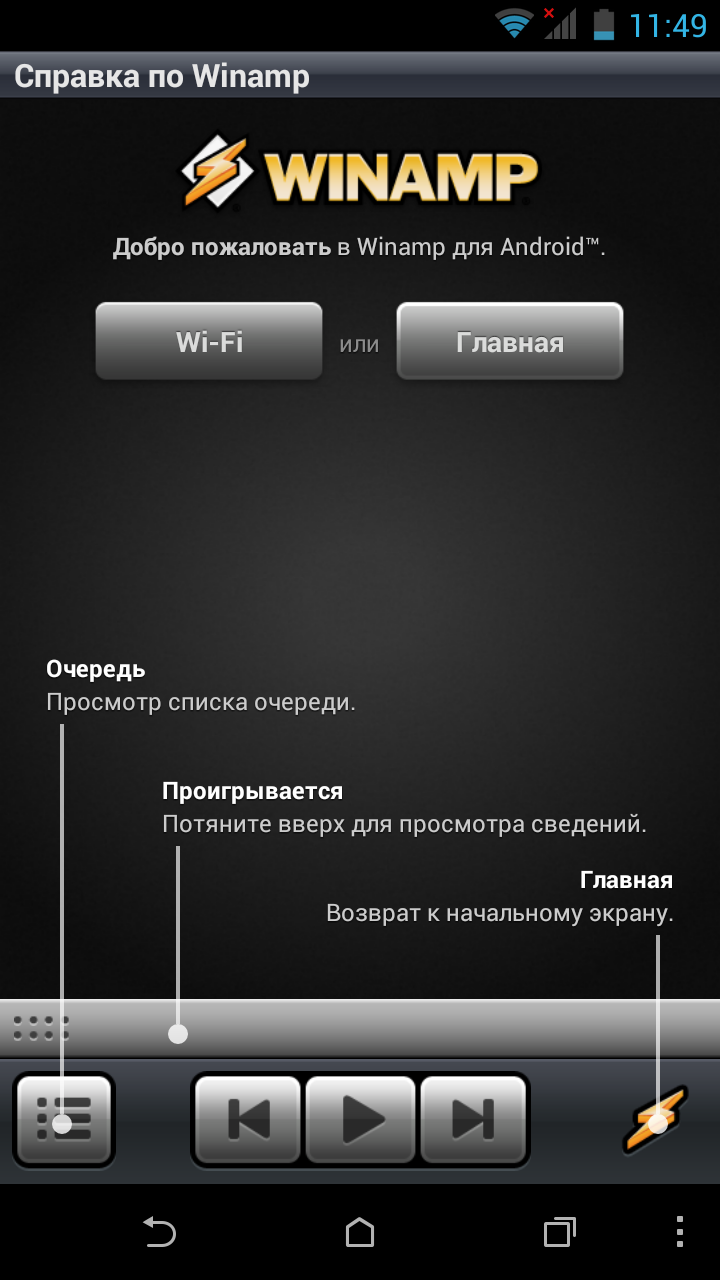 11:49
Справка по Winamp
WINAMP
Добро пожаловать в Winamp для Android™.
Wi-Fi или Главная
Очередь
Просмотр списка очереди.
Проигрывается
Потяните вверх для просмотра сведений.
Главная
Возврат к начальному экрану.